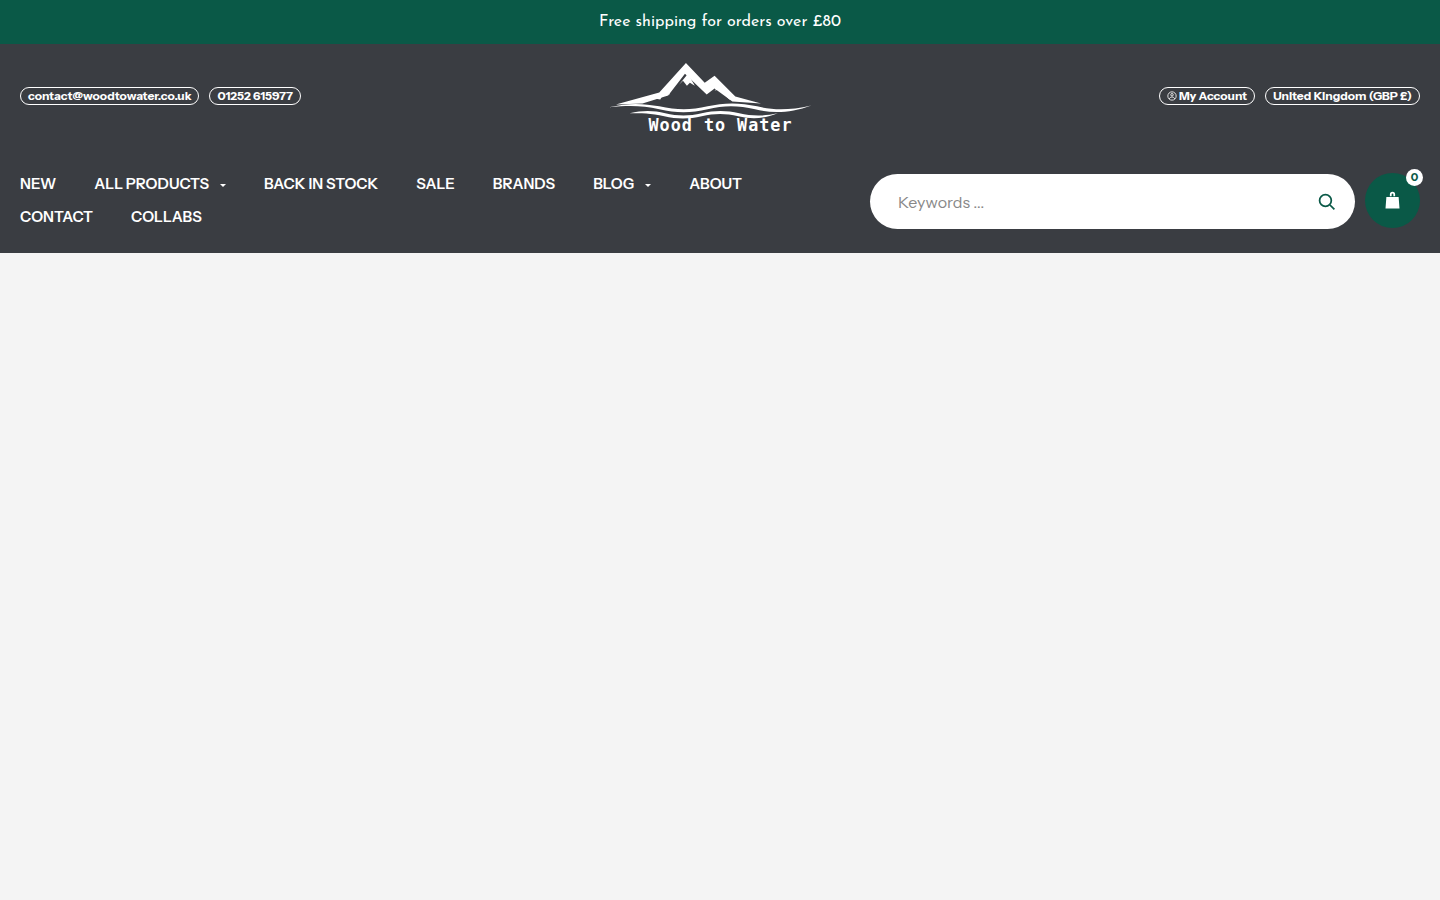 Free shipping for orders over £80
contact@woodtowater.co.uk
01252 615977
Wood to Water
My Account
United Kingdom (GBP £)
NEW
ALL PRODUCTS
BACK IN STOCK
SALE
BRANDS
BLOG
ABOUT
CONTACT
COLLABS
Keywords ...
0